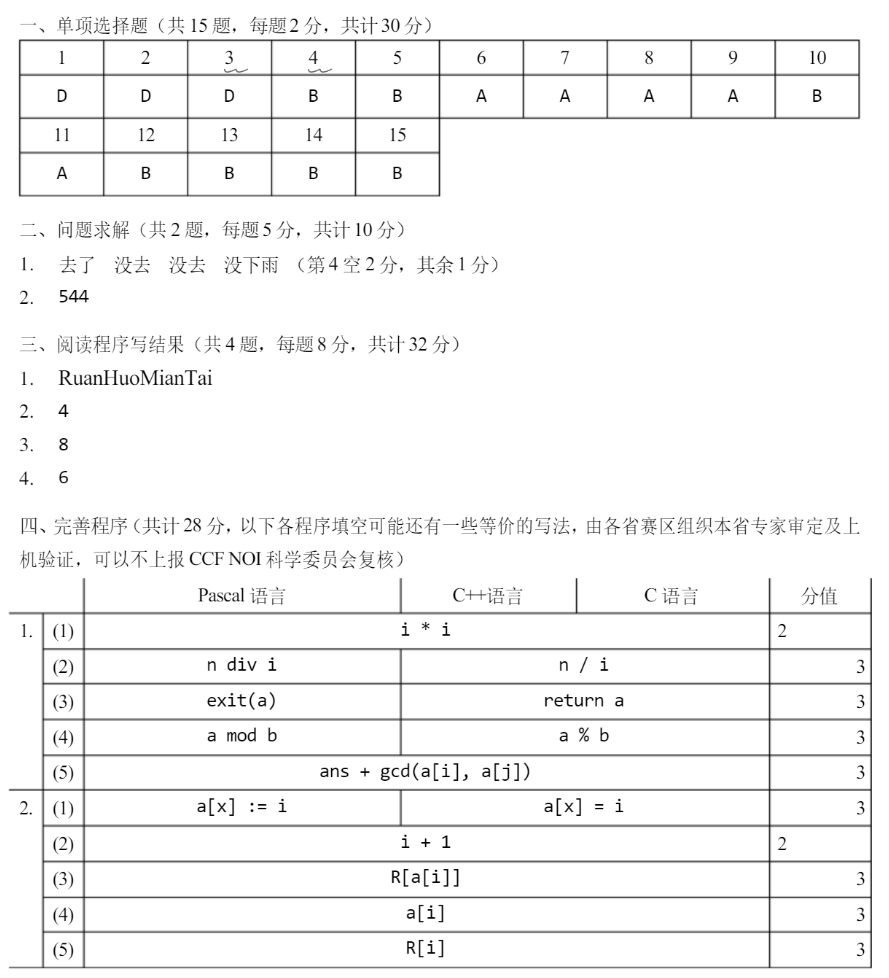 一、单项选择题（共 15 题，每题 2 分，共计 30 分）
1 2 3 4 5 6 7 8 9 10
D D D B B A A A A B
11 12 13 14 15
A B B B B
二、问题求解（共 2 题，每题 5 分，共计 10 分）
1. 去了 没去 没去 没下雨 （第 4 空 2 分，其余 1 分）
2. 544
三、阅读程序写结果（共 4 题，每题 8 分，共计 32 分）
1. RuanHuoMianTai
2. 4
3. 8
4. 6
四、完善程序（共计 28 分，以下各程序填空可能还有一些等价的写法，由各省赛区组织本省专家审定及上
机验证，可以不上报 CCF NOI 科学委员会复核）
Pascal 语言 C++语言 C 语言 分值
1. (1) i * i 2
(2) n div i n / i 3
(3) exit(a) return a 3
(4) a mod b a % b 3
(5) ans + gcd(a[i], a[j]) 3
2. (1) a[x] := i a[x] = i 3
(2) i + 1 2
(3) R[a[i]] 3
(4) a[i] 3
(5) R[i] 3